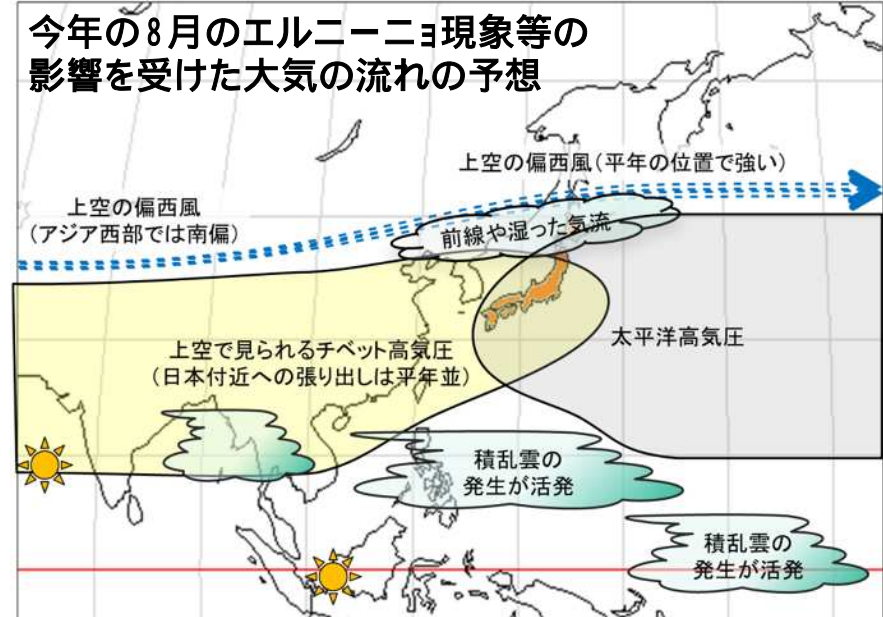 今年の8月のエルニーニョ現象等の
影響を受けた大気の流れの予想
上空の偏西風(平年の位置で強い)
上空の偏西風
(アジア西部では南偏)
前線や湿った気流
太平洋高気圧
上空で見られるチベット高気圧
(日本付近への張り出しは平年並)
積乱雲の
発生が活発
積乱雲の
発生が活発